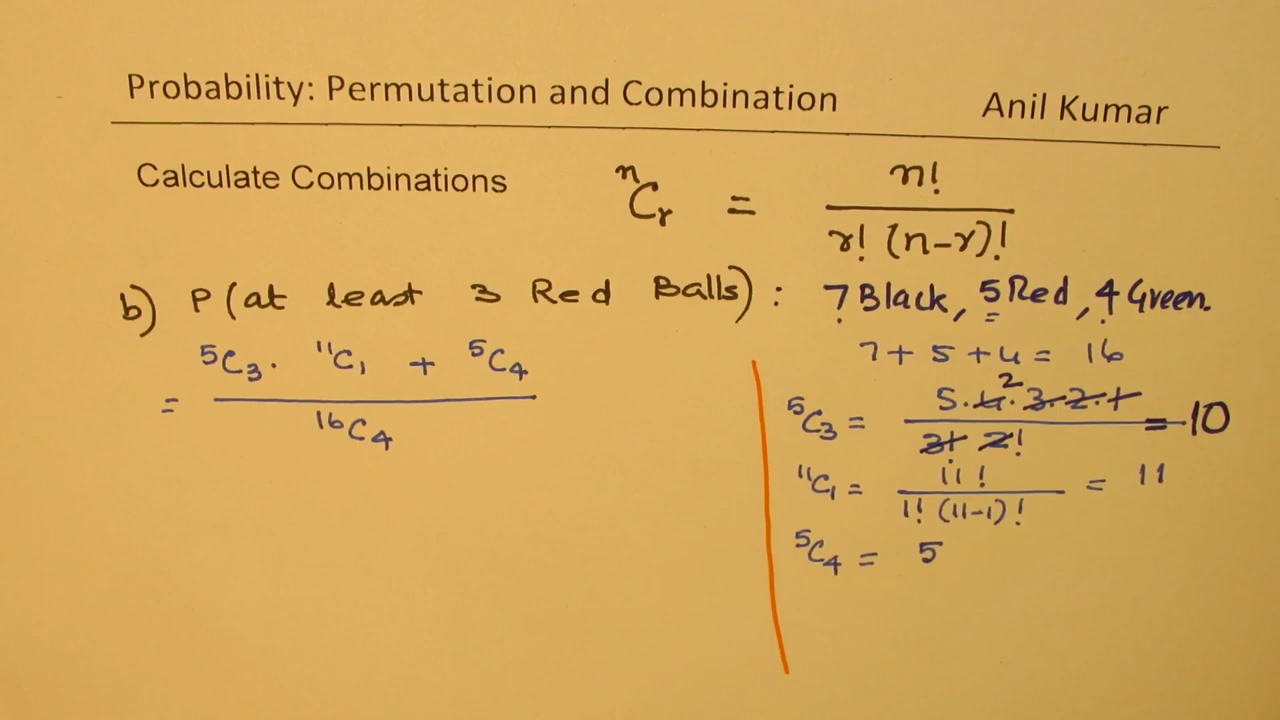 Probability: Permutation and Combination Anil Kumar
Calculate Combinations ⁿCᵣ = n! / r! (n-r)!
b) P(at least 3 Red Balls) : 7 Black, 5 Red, 4 Green.
7 + 5 + 4 = 16
= ⁵C₃ · ¹¹C₁ + ⁵C₄ / ¹⁶C₄
⁵C₃ = 5·4·² 3·2·1 / 3! 2! = 10
¹¹C₁ = 11! / 1! (11-1)! = 11
⁵C₄ = 5